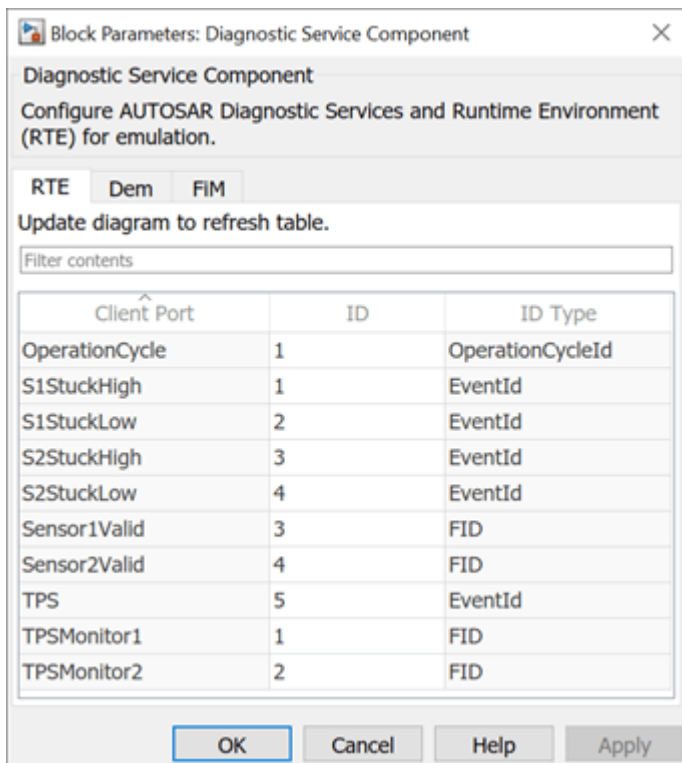 Block Parameters: Diagnostic Service Component
Diagnostic Service Component
Configure AUTOSAR Diagnostic Services and Runtime Environment
(RTE) for emulation.
RTE Dem FiM
Update diagram to refresh table.
Filter contents
Client Port ID ID Type
OperationCycle 1 OperationCycleId
S1StuckHigh 1 EventId
S1StuckLow 2 EventId
S2StuckHigh 3 EventId
S2StuckLow 4 EventId
Sensor1Valid 3 FID
Sensor2Valid 4 FID
TPS 5 EventId
TPSMonitor1 1 FID
TPSMonitor2 2 FID
OK Cancel Help Apply